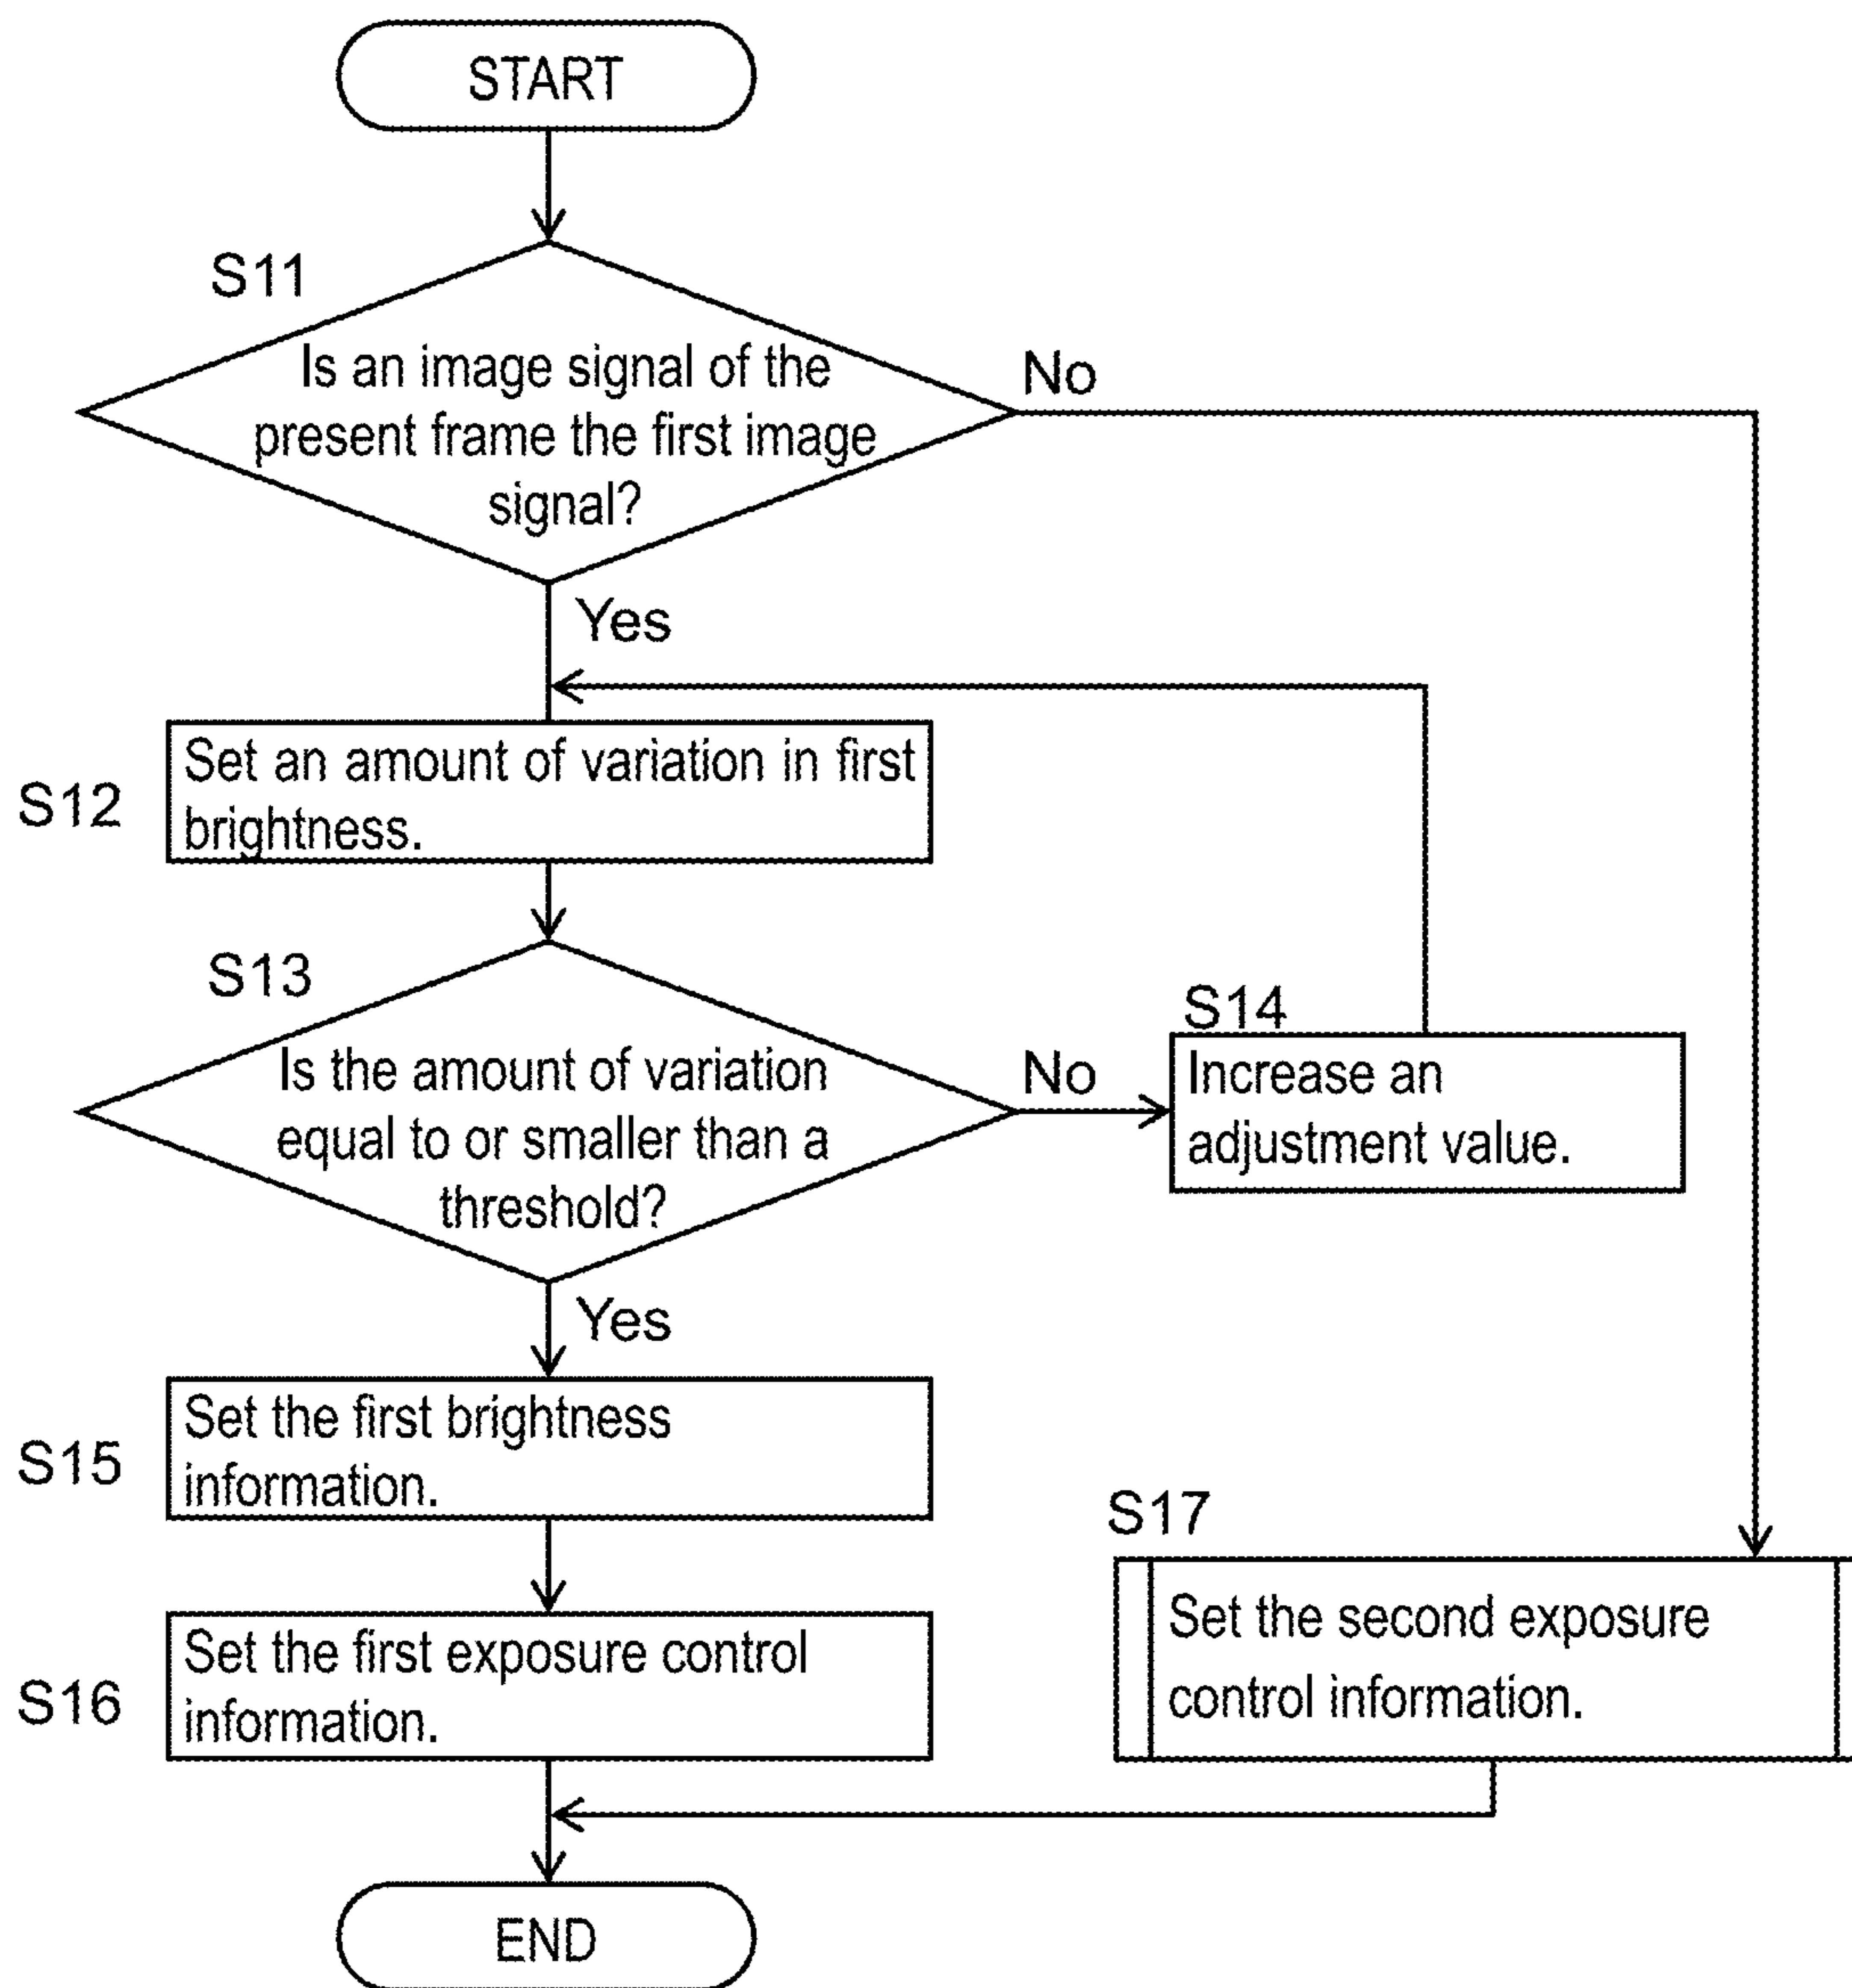 START
S11
Is an image signal of the
present frame the first image
signal?
No
Yes
S12
Set an amount of variation in first
brightness.
S13
Is the amount of variation
equal to or smaller than a
threshold?
No
S14
Increase an
adjustment value.
Yes
S15
Set the first brightness
information.
S16
Set the first exposure control
information.
S17
Set the second exposure
control information.
END